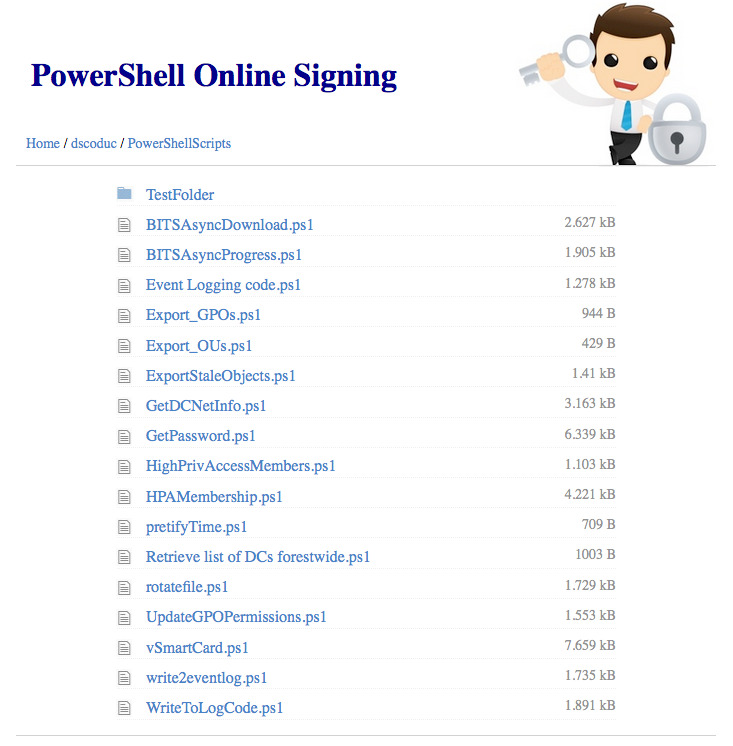 PowerShell Online Signing
Home / dscoduc / PowerShellScripts
TestFolder
BITSAsyncDownload.ps1 2.627 kB
BITSAsyncProgress.ps1 1.905 kB
Event Logging code.ps1 1.278 kB
Export_GPOs.ps1 944 B
Export_OUs.ps1 429 B
ExportStaleObjects.ps1 1.41 kB
GetDCNetInfo.ps1 3.163 kB
GetPassword.ps1 6.339 kB
HighPrivAccessMembers.ps1 1.103 kB
HPAMembership.ps1 4.221 kB
pretifyTime.ps1 709 B
Retrieve list of DCs forestwide.ps1 1003 B
rotatefile.ps1 1.729 kB
UpdateGPOPermissions.ps1 1.553 kB
vSmartCard.ps1 7.659 kB
write2eventlog.ps1 1.735 kB
WriteToLogCode.ps1 1.891 kB